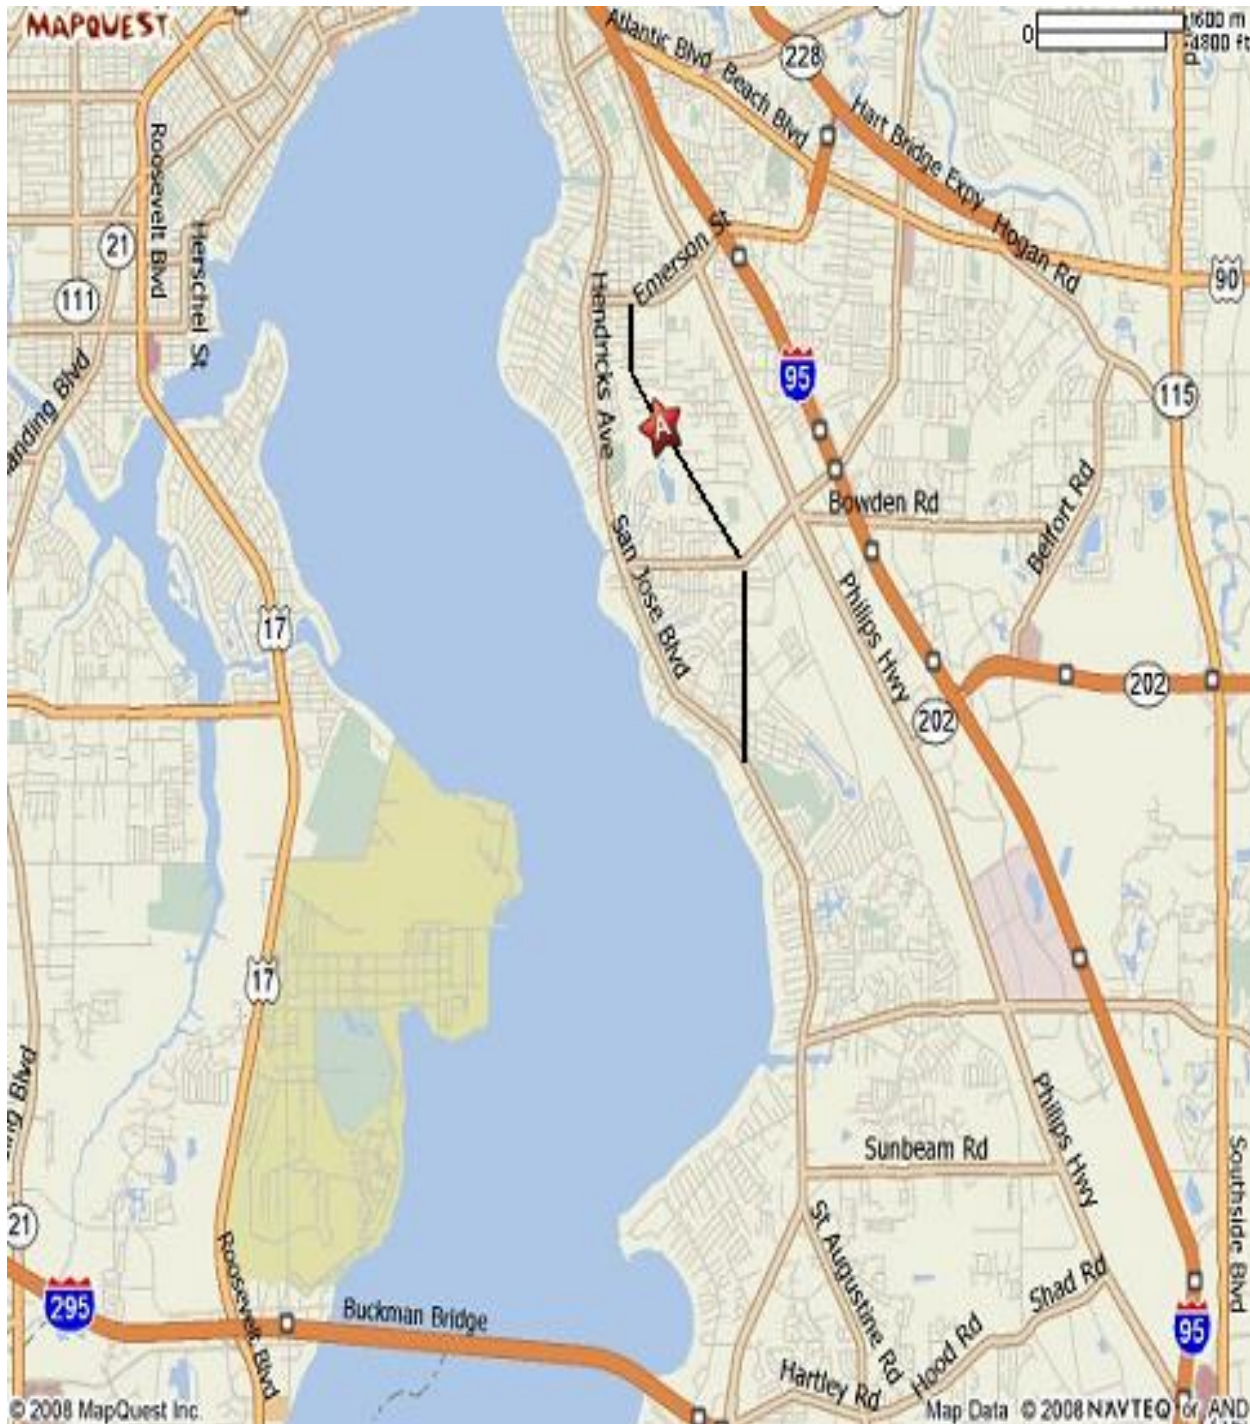 MAPQUEST
0
1600 m
4800 ft
Atlantic Blvd
Beach Blvd
228
Hart Bridge Expy
Hogan Rd
90
Roosevelt Blvd
Herschel St
21
111
Emerson St
Hendricks Ave
95
115
A
Bowden Rd
Belfort Rd
San Jose Blvd
17
Philips Hwy
202
202
17
Philips Hwy
Sunbeam Rd
Southside Blvd
21
St Augustine Rd
Shad Rd
Roosevelt Blvd
295
Buckman Bridge
Hood Rd
95
Hartley Rd
© 2008 MapQuest Inc.
Map Data © 2008 NAVTEQ or AND